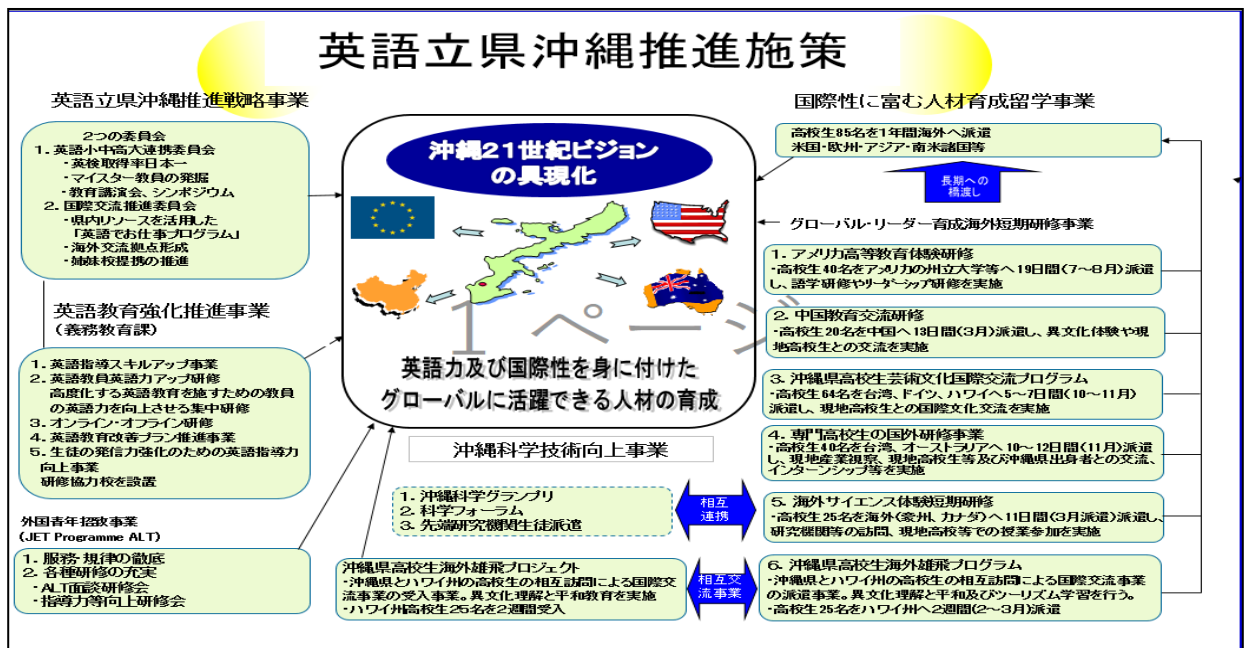 英語立県沖縄推進施策
英語立県沖縄推進戦略事業
2つの委員会
1. 英語小中高大連携委員会
・英検取得率日本一
・マイスター教員の発掘
・教育講演会、シンポジウム
2. 国際交流推進委員会
・県内リソースを活用した
「英語でお仕事プログラム」
・海外交流拠点形成
・姉妹校提携の推進
英語教育強化推進事業
(義務教育課)
1. 英語指導スキルアップ事業
2. 英語教員英語力アップ研修
高度化する英語教育を施すための教員
の英語力を向上させる集中研修
3. オンライン・オフライン研修
4. 英語教育改善プラン推進事業
5. 生徒の発信力強化のための英語指導力
向上事業
研修協力校を設置
外国青年招致事業
(JET Programme ALT)
1. 服務・規律の徹底
2. 各種研修の充実
・ALT面談研修会
・指導力等向上研修会
沖縄21世紀ビジョン
の具現化
1 ページ
英語力及び国際性を身に付けた
グローバルに活躍できる人材の育成
沖縄科学技術向上事業
1. 沖縄科学グランプリ
2. 科学フォーラム
3. 先端研究機関生徒派遣
相互
連携
沖縄県高校生海外雄飛プロジェクト
・沖縄県とハワイ州の高校生の相互訪問による国際交
流事業の受入事業。異文化理解と平和教育を実施
・ハワイ州高校生25名を2週間受入
相互交
流事業
国際性に富む人材育成留学事業
高校生85名を1年間海外へ派遣
米国・欧州・アジア・南米諸国等
長期への
橋渡し
グローバル・リーダー育成海外短期研修事業
1. アメリカ高等教育体験研修
・高校生40名をアメリカの州立大学等へ19日間(7～8月)派遣
し、語学研修やリーダーシップ研修を実施
2. 中国教育交流研修
・高校生20名を中国へ13日間(3月)派遣し、異文化体験や現
地高校生との交流を実施
3. 沖縄県高校生芸術文化国際交流プログラム
・高校生64名を台湾、ドイツ、ハワイへ5～7日間(10～11月)
派遣し、現地高校生との国際文化交流を実施
4. 専門高校生の国外研修事業
・高校生40名を台湾、オーストラリアへ10～12日間(11月)派遣
し、現地産業視察、現地高校生等及び沖縄県出身者との交流、
インターンシップ等を実施
5. 海外サイエンス体験短期研修
・高校生25名を海外(豪州、カナダ)へ11日間(3月派遣)派遣し、
研究機関等の訪問、現地高校等での授業参加を実施
6. 沖縄県高校生海外雄飛プログラム
・沖縄県とハワイ州の高校生の相互訪問による国際交流事業
の派遣事業。異文化理解と平和及びツーリズム学習を行う。
・高校生25名をハワイ州へ2週間(2～3月)派遣